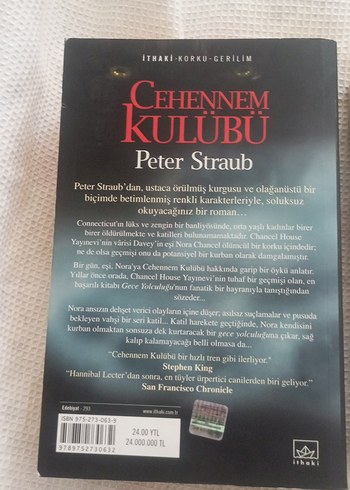 İTHAKİ-KORKU-GERİLİM
CEHENNEM
KULÜBÜ
Peter Straub
Peter Straub'dan, ustaca örülmüş kurgusu ve olağanüstü bir
biçimde betimlenmiş renkli karakterleriyle, soluksuz
okuyacağınız bir roman...
Connecticut'ın lüks ve zengin bir banliyösünde, orta yaşlı kadınlar birer
birer öldürülmekte ve katilleri bulunamamaktadır. Chancel House
Yayınevi'nin vârisi Davey'in eşi Nora Chancel ölümcül bir korku içindedir;
ne de olsa geçmişi onu da potansiyel bir kurban olarak damgalamıştır.
Bir gün, eşi, Nora'ya Cehennem Kulübü hakkında garip bir öykü anlatır.
Yıllar önce orada, Chancel House Yayınevi'nin tuhaf bir geçmişi olan, en
başarılı kitabı Gece Yolculuğu'nun fanatik bir hayranıyla tanıştığından
sözeder...
Nora ansızın dehşet verici olayların içine düşer; asılsız suçlamalar ve pusuda
bekleyen vahşi bir seri katil... Katil harekete geçtiğinde, Nora kendisini
kurban olmaktan sonsuza dek kurtaracak bir gece yolculuğuna çıkar, sağ
kalıp kalamayacağı belli olmasa da...
"Cehennem Kulübü bir hızlı tren gibi ilerliyor."
Stephen King
"Hannibal Lecter'dan sonra, en tüyler ürpertici canilerden biri geliyor."
San Francisco Chronicle
Edebiyat - 293
www.ithaki.com.tr
ISBN 975-273-063-0
24.00 YTL
24.000.000 TL
9789752730632
ithaki